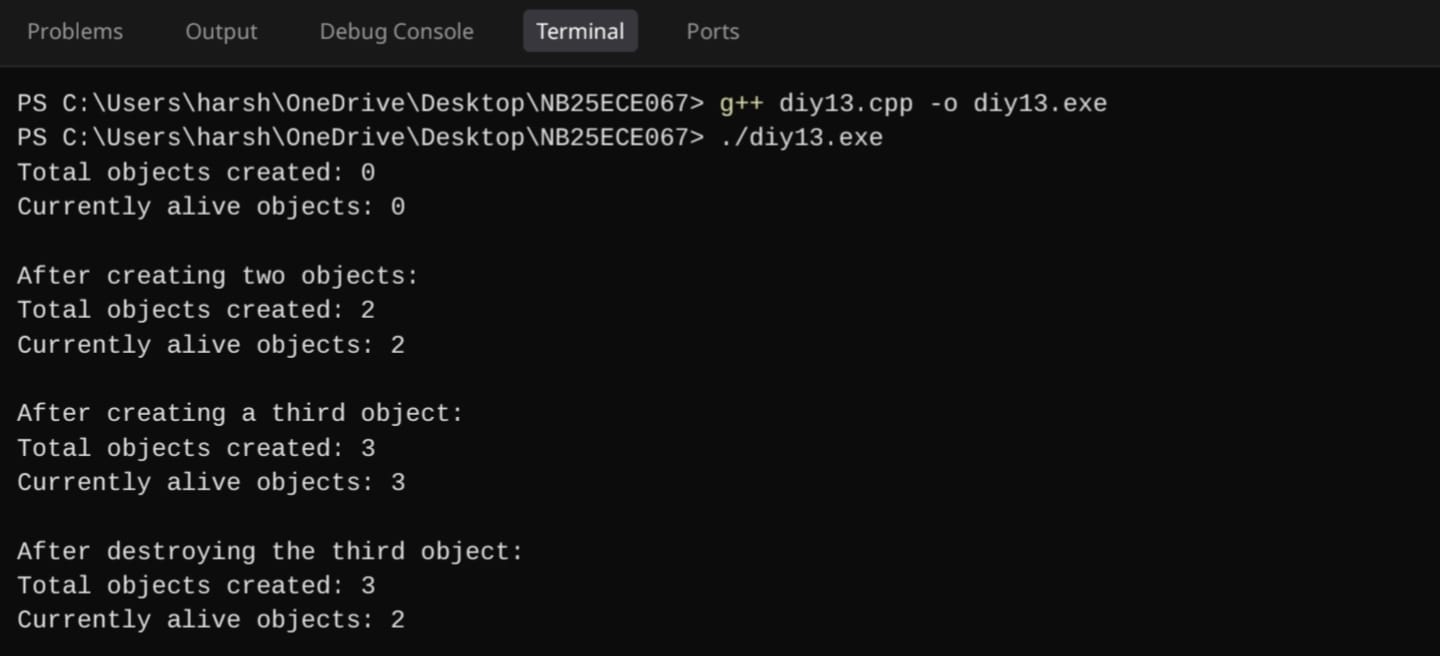 Problems Output Debug Console Terminal Ports
PS C:\Users\harsh\OneDrive\Desktop\NB25ECE067> g++ diy13.cpp -o diy13.exe
PS C:\Users\harsh\OneDrive\Desktop\NB25ECE067> ./diy13.exe
Total objects created: 0
Currently alive objects: 0
After creating two objects:
Total objects created: 2
Currently alive objects: 2
After creating a third object:
Total objects created: 3
Currently alive objects: 3
After destroying the third object:
Total objects created: 3
Currently alive objects: 2